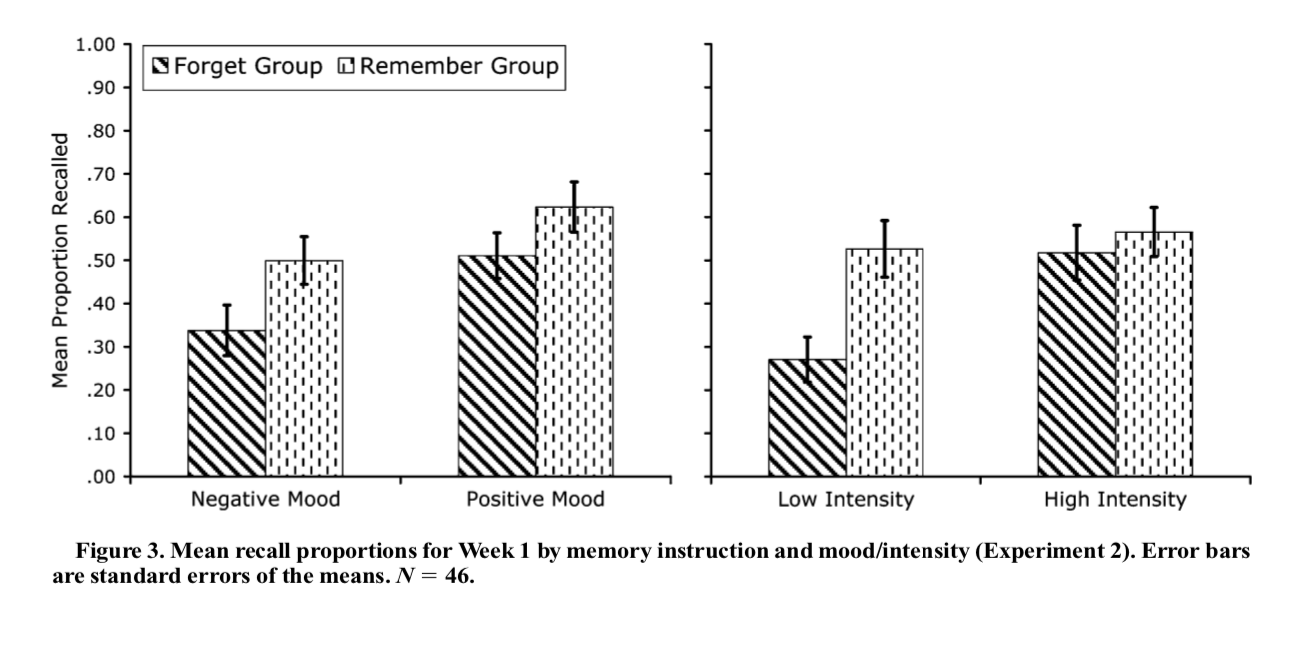 1.00
.90
.80
.70
.60
.50
.40
.30
.20
.10
.00
Mean Proportion Recalled
Forget Group Remember Group
Negative Mood Positive Mood Low Intensity High Intensity
Figure 3. Mean recall proportions for Week 1 by memory instruction and mood/intensity (Experiment 2). Error bars
are standard errors of the means. N = 46.